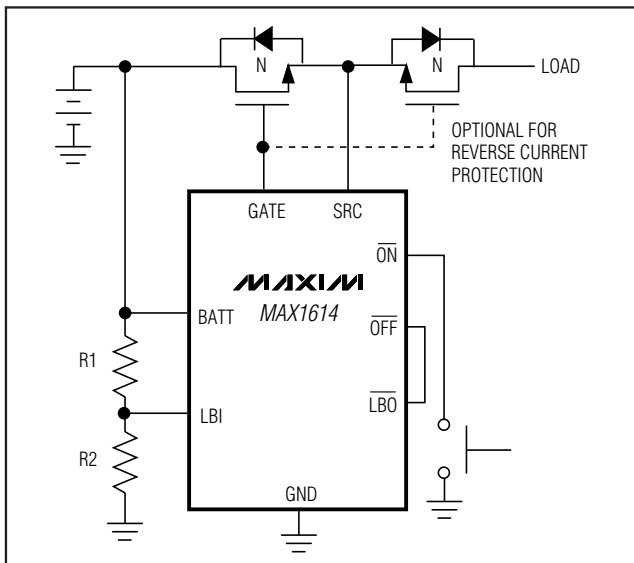 N
N
LOAD
OPTIONAL FOR
REVERSE CURRENT
PROTECTION
GATE
SRC
ON
MAXIM
MAX1614
BATT
OFF
R1
LBO
LBI
R2
GND